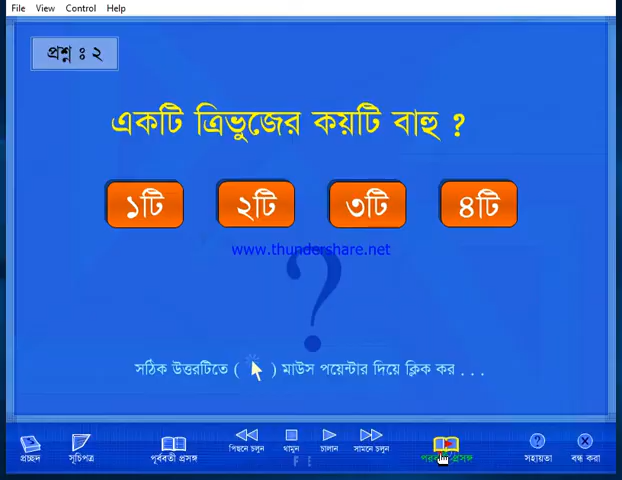 File View Control Help
প্রশ্ন : ২
একটি ত্রিভুজের কয়টি বাহু ?
১টি ২টি ৩টি ৪টি
www.thundershare.net
?
সঠিক উত্তরটিতে ( ) মাউস পয়েন্টার দিয়ে ক্লিক কর . . .
প্রচ্ছদ সূচিপত্র পূর্ববর্তী প্রসঙ্গ পিছনে চলুন থামুন চালান সামনে চলুন প্রসঙ্গ সহায়তা বন্ধ করা